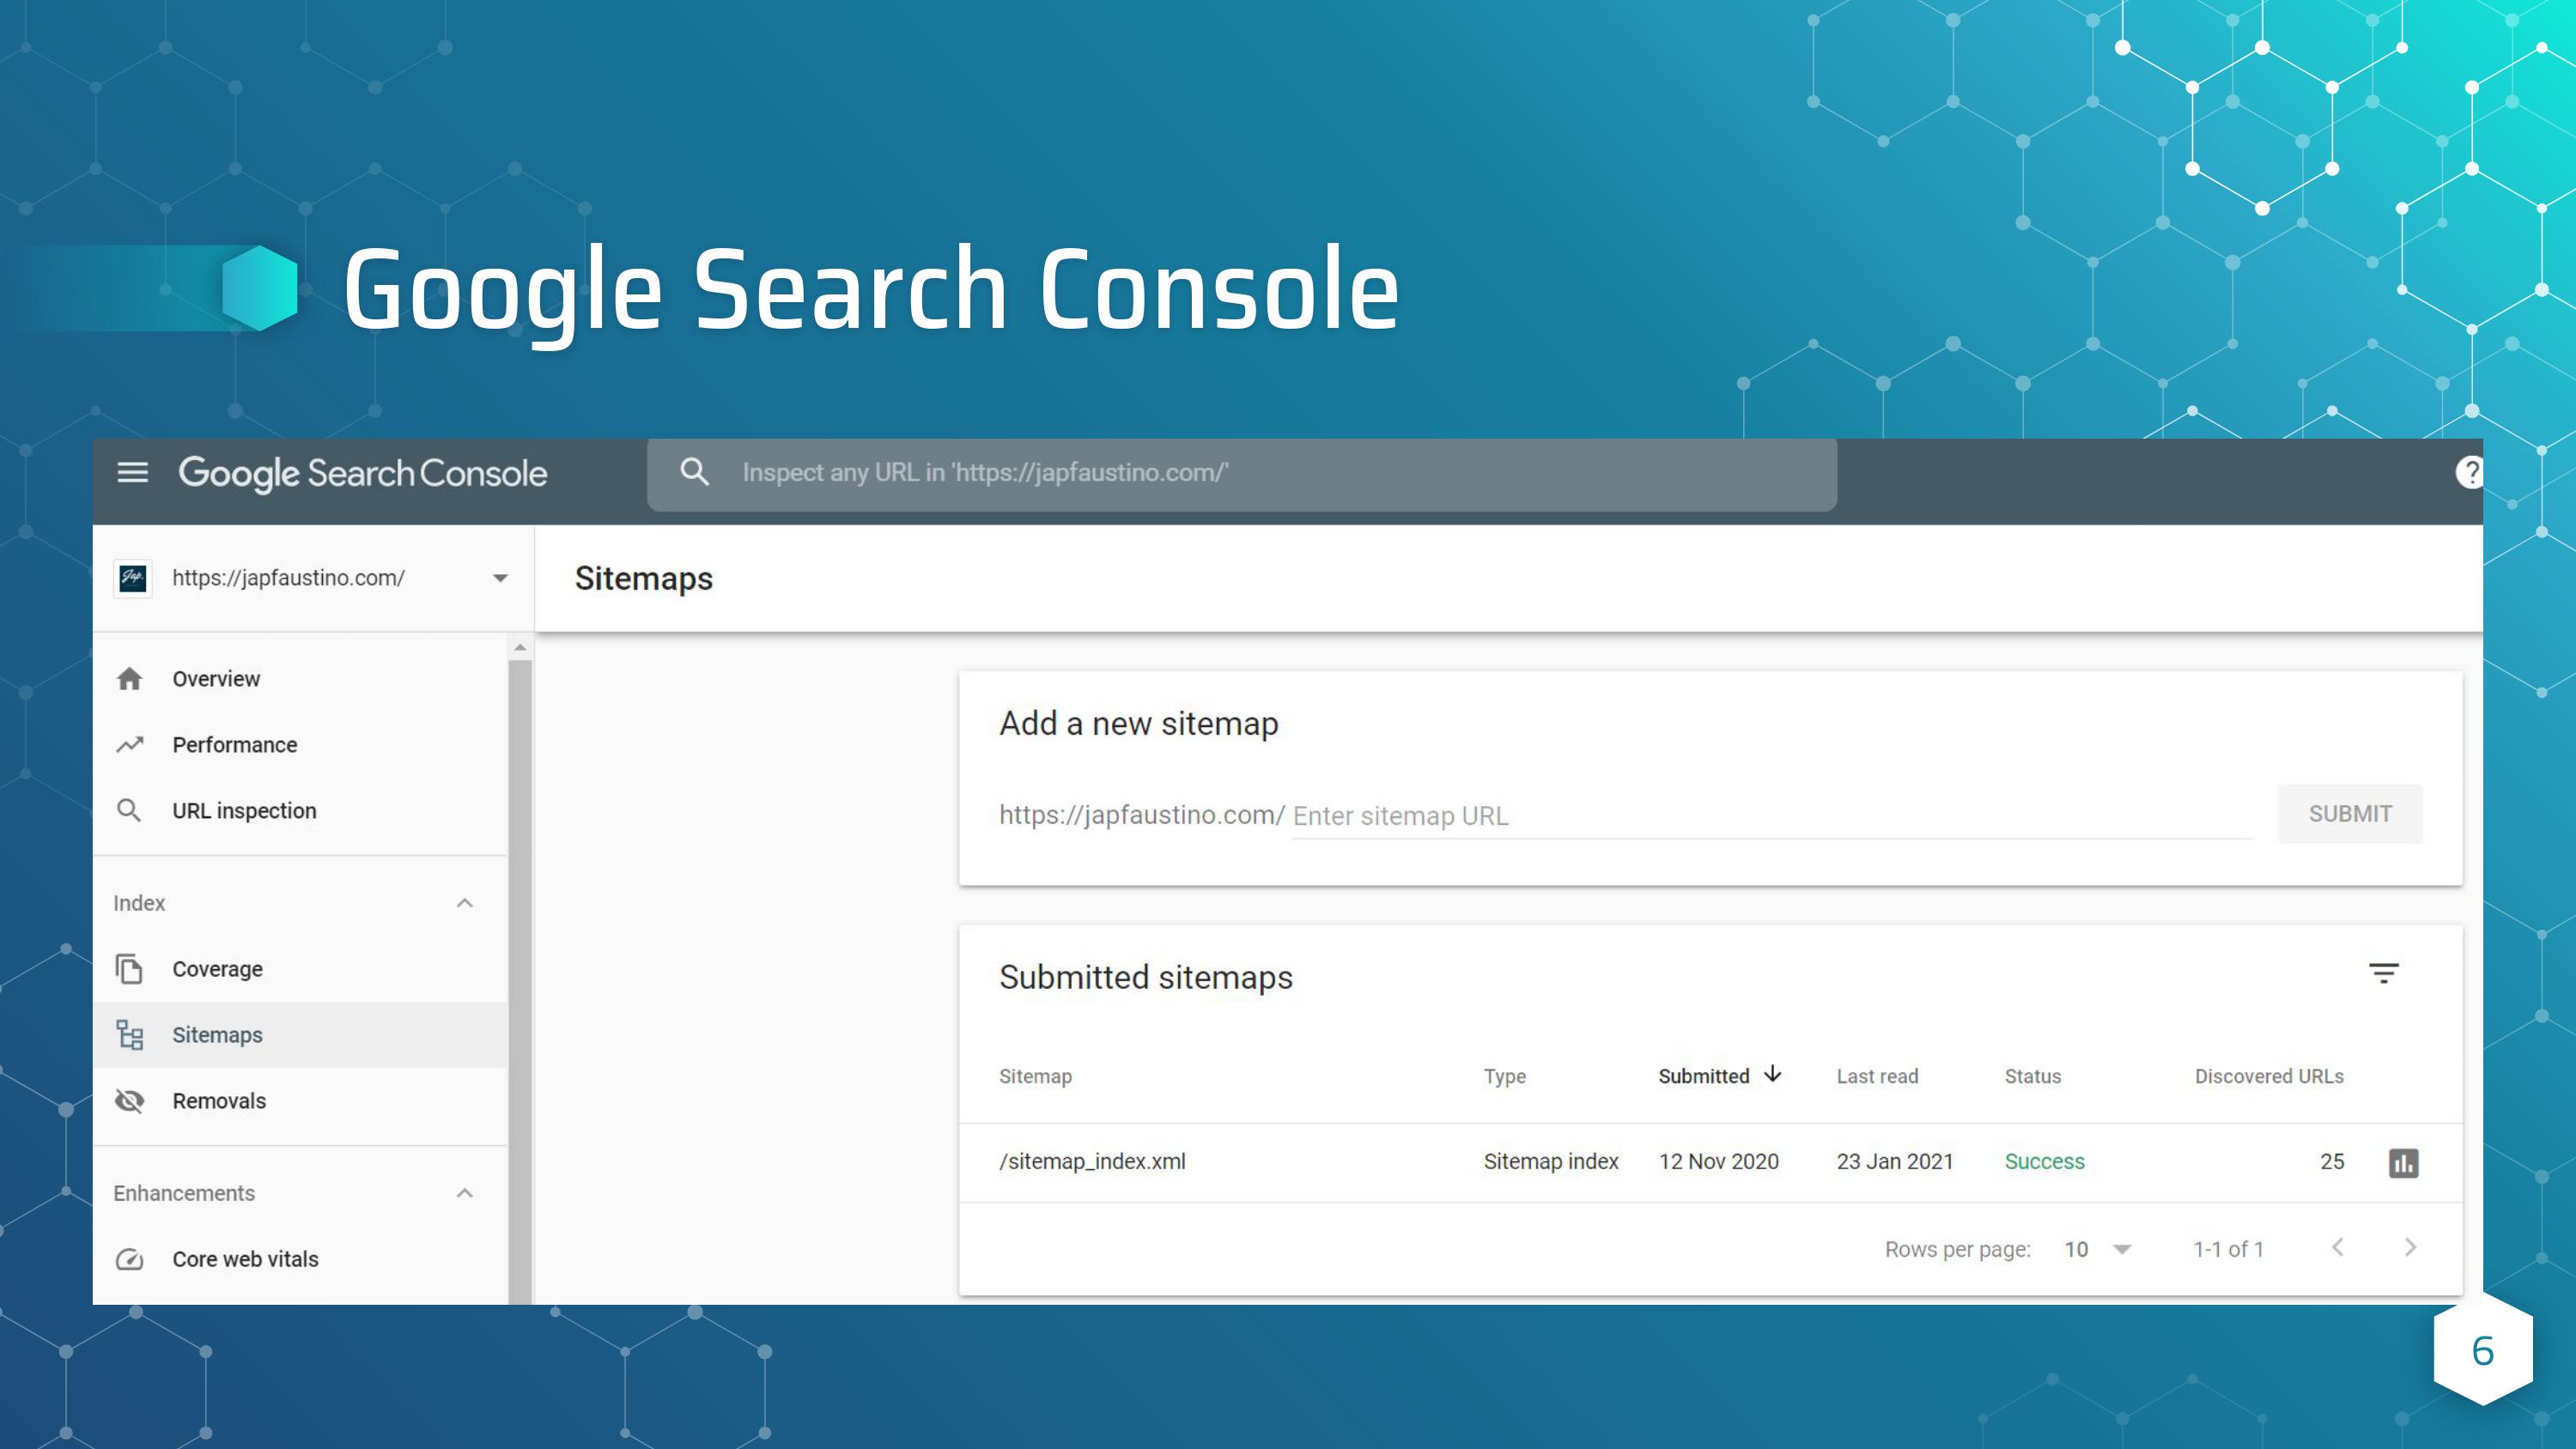 Google Search Console
Google Search Console
Inspect any URL in 'https://japfaustino.com/'
?
Jap.
https://japfaustino.com/
Sitemaps
Overview
Performance
URL inspection
Index
Coverage
Sitemaps
Removals
Enhancements
Core web vitals
Add a new sitemap
https://japfaustino.com/ Enter sitemap URL
SUBMIT
Submitted sitemaps
Sitemap Type Submitted Last read Status Discovered URLs
/sitemap_index.xml Sitemap index 12 Nov 2020 23 Jan 2021 Success 25
Rows per page: 10 1-1 of 1
6